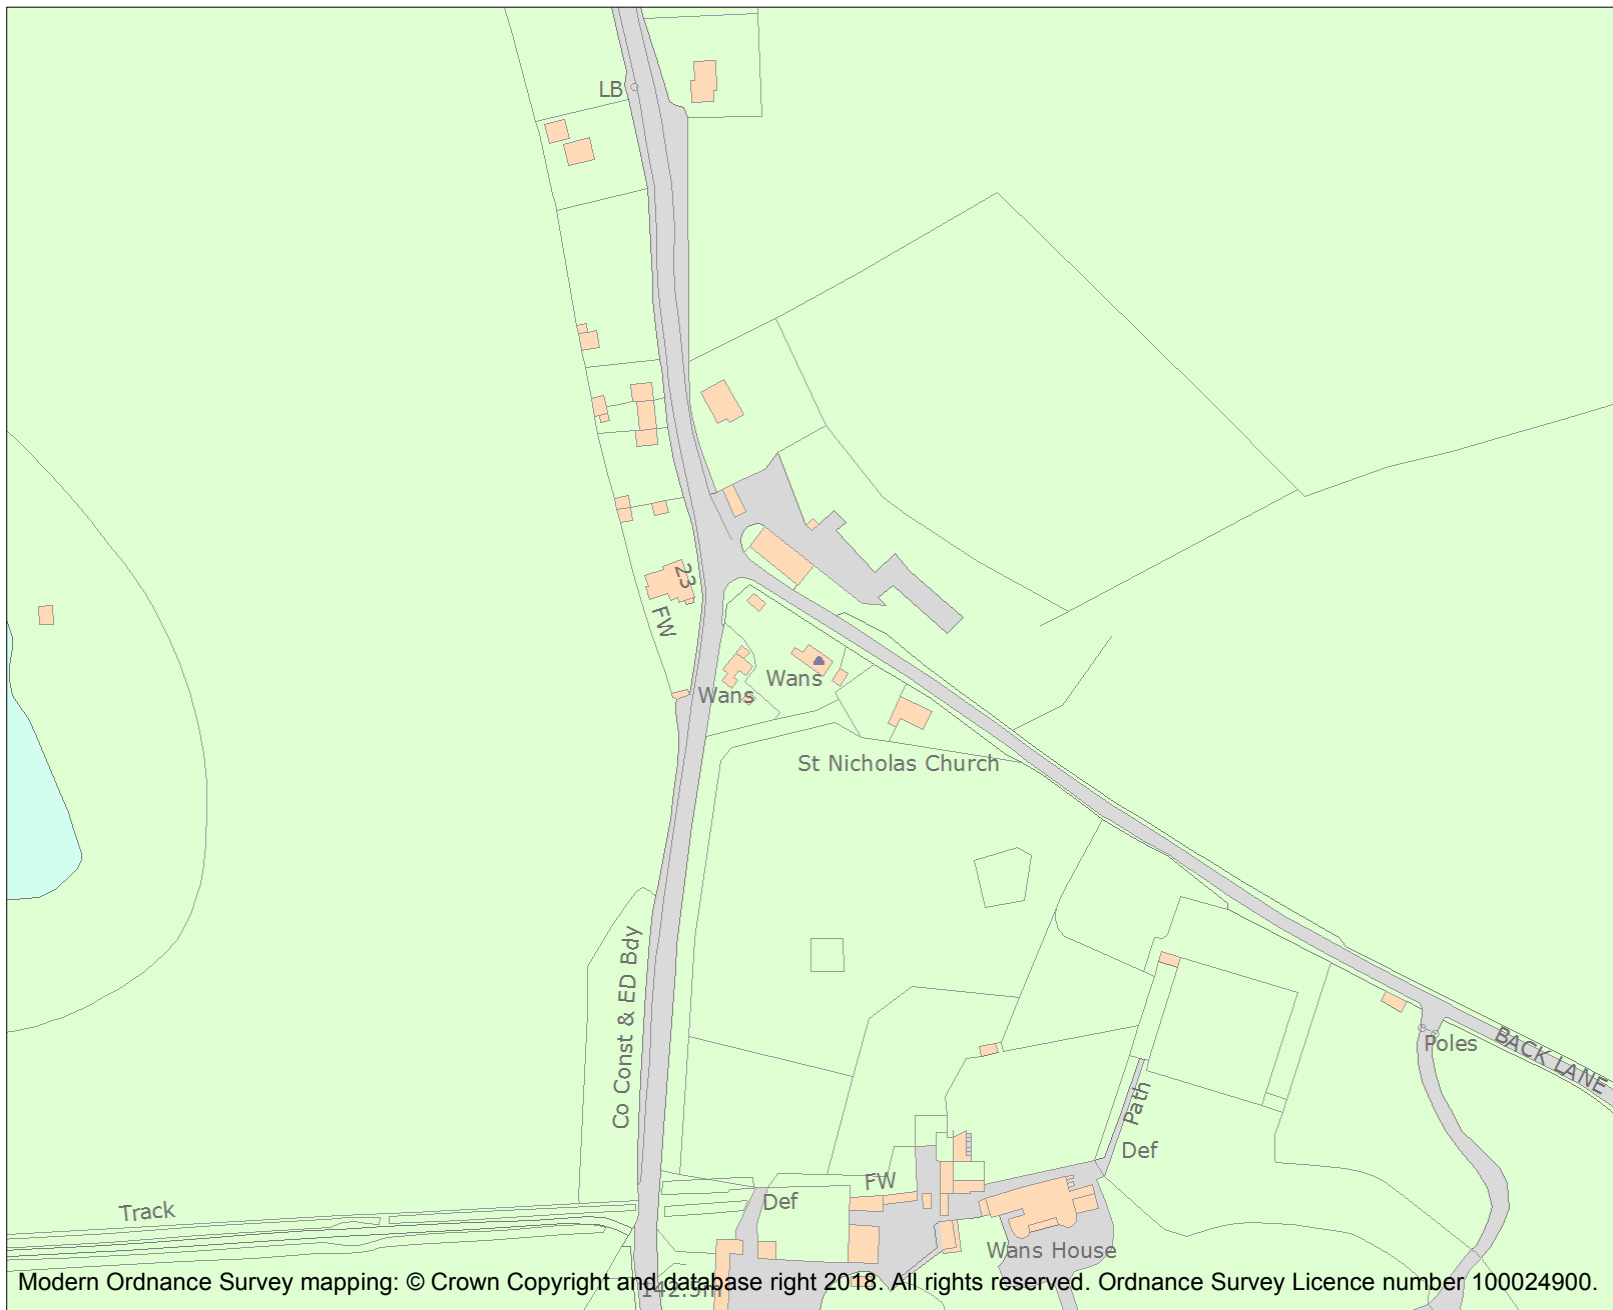 LB
23
FW
Wans
Wans
St Nicholas Church
Co Const & ED Bdy
Poles
BACK LANE
Path
Def
FW
Def
Track
Wans House
142.9m
Modern Ordnance Survey mapping: © Crown Copyright and database right 2018. All rights reserved. Ordnance Survey Licence number 100024900.